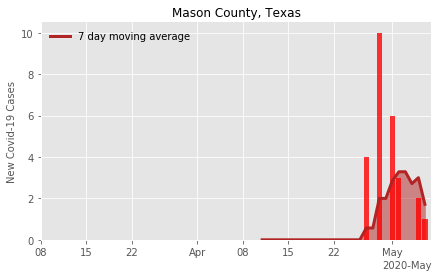 Mason County, Texas
7 day moving average
New Covid-19 Cases
10
8
6
4
2
0
08 15 22 Apr 08 15 22 May
2020-May